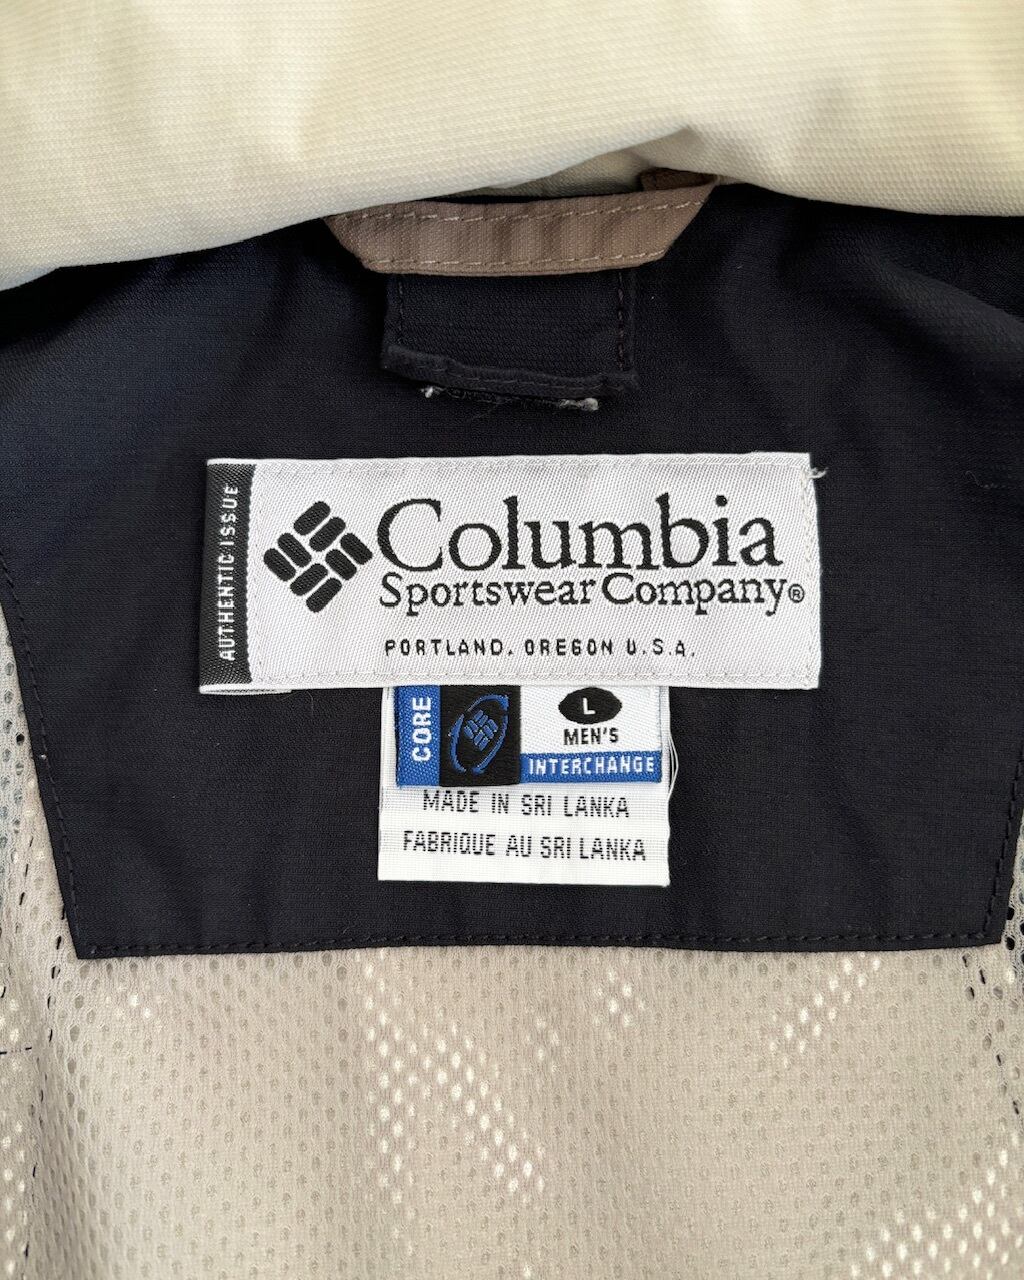 AUTHENTIC ISSUE
Columbia
Sportswear Company®
PORTLAND, OREGON U.S.A.
CORE
L
MEN'S
INTERCHANGE
MADE IN SRI LANKA
FABRIQUE AU SRI LANKA